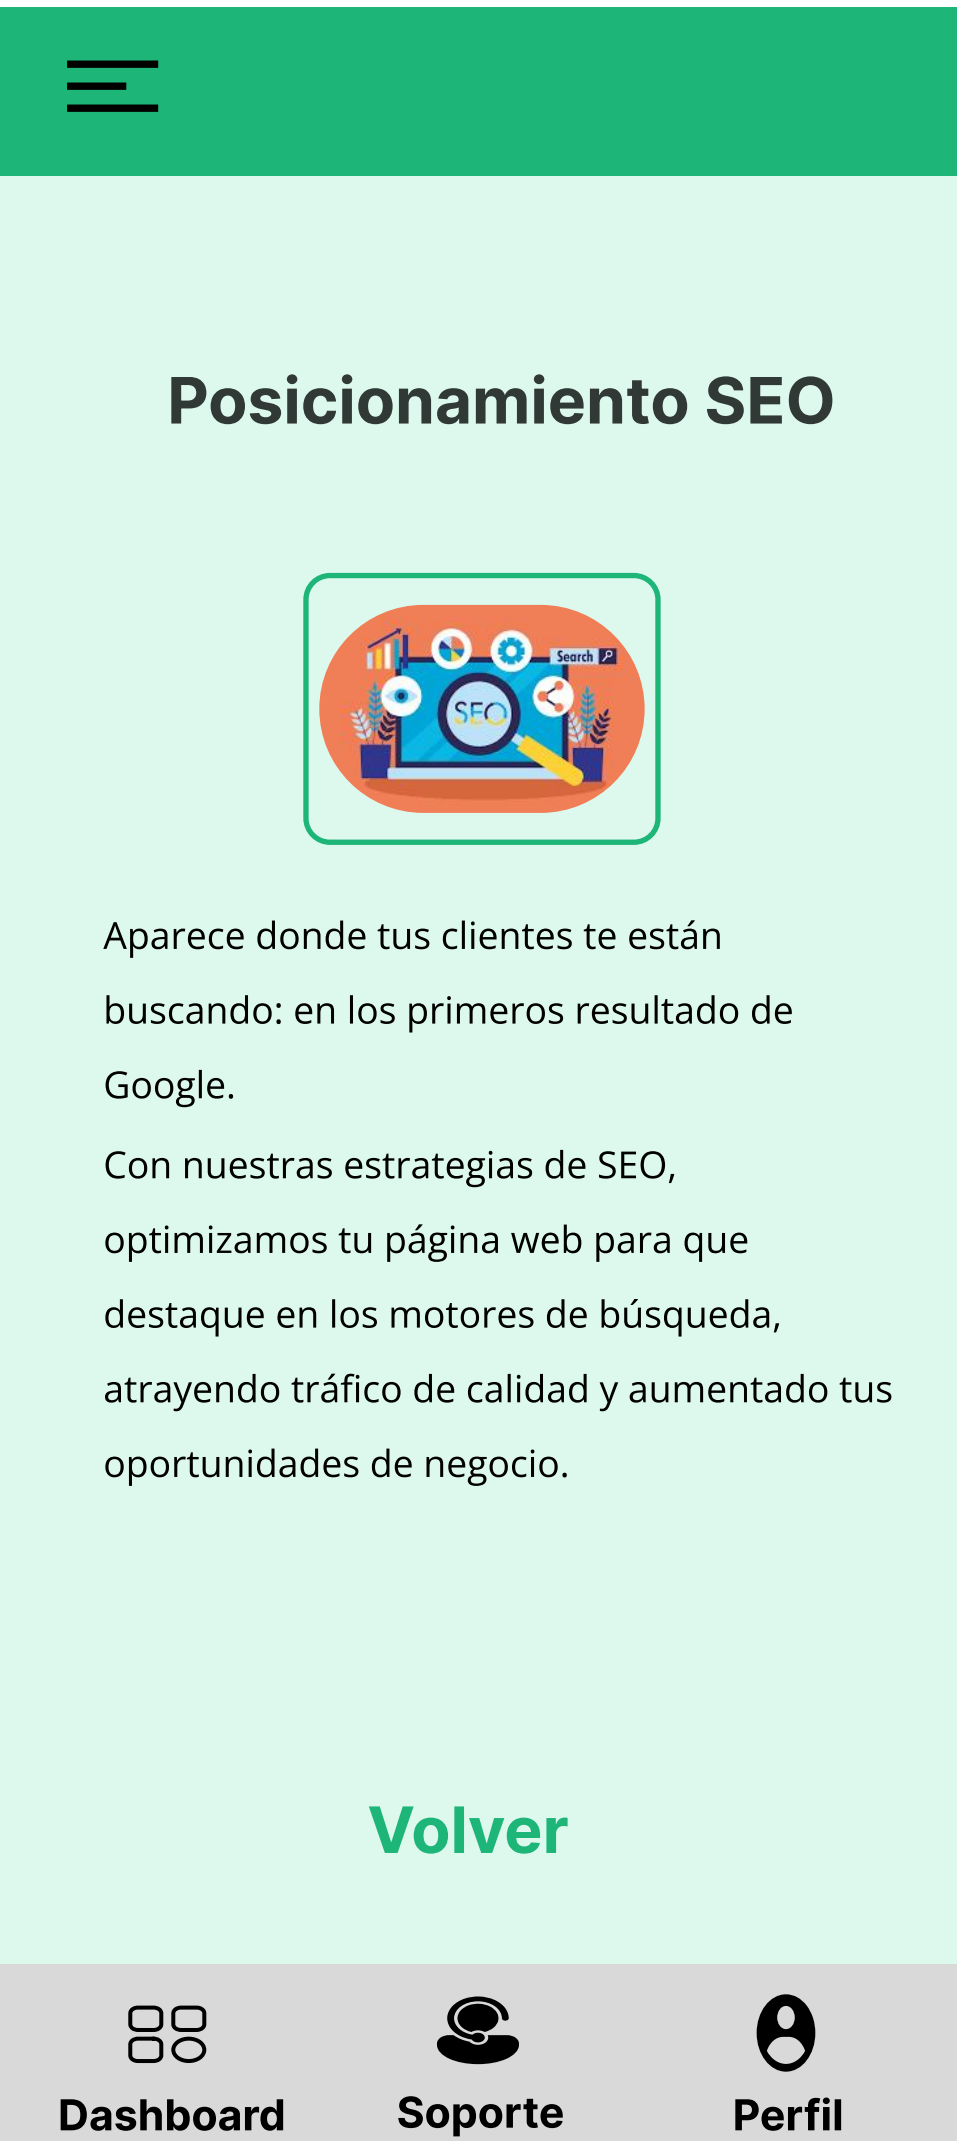 Posicionamiento SEO
Search
SEO
Aparece donde tus clientes te están
buscando: en los primeros resultado de
Google.
Con nuestras estrategias de SEO,
optimizamos tu página web para que
destaque en los motores de búsqueda,
atrayendo tráfico de calidad y aumentado tus
oportunidades de negocio.
Volver
Dashboard
Soporte
Perfil